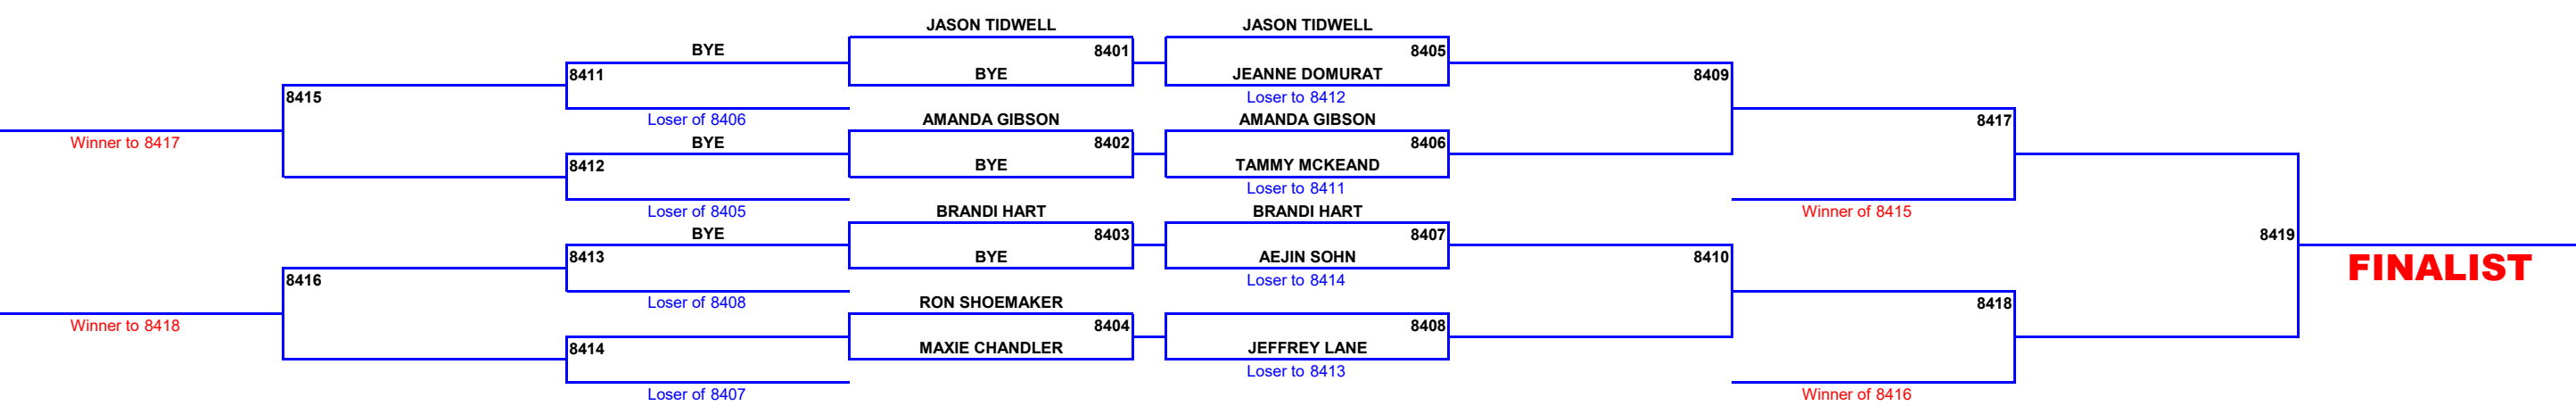 JASON TIDWELL JASON TIDWELL
BYE 8401 8405
8411 BYE JEANNE DOMURAT 8409
8415 Loser to 8412
Loser of 8406 AMANDA GIBSON AMANDA GIBSON 8417
Winner to 8417 BYE 8402 8406
8412 BYE TAMMY MCKEAND
Loser to 8411
Loser of 8405 BRANDI HART BRANDI HART Winner of 8415
BYE 8403 8407 8419
8413 BYE AEJIN SOHN 8410 FINALIST
8416 Loser to 8414
Loser of 8408 RON SHOEMAKER 8418
Winner to 8418 8404 8408
8414 MAXIE CHANDLER JEFFREY LANE
Loser to 8413
Loser of 8407 Winner of 8416